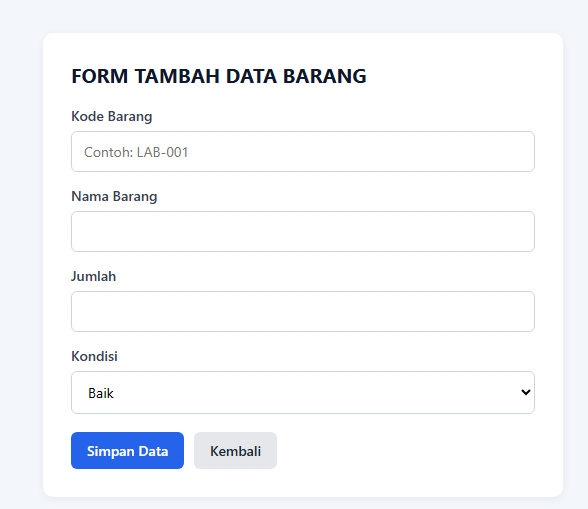 FORM TAMBAH DATA BARANG
Kode Barang
Contoh: LAB-001
Nama Barang
Jumlah
Kondisi
Baik
Simpan Data Kembali